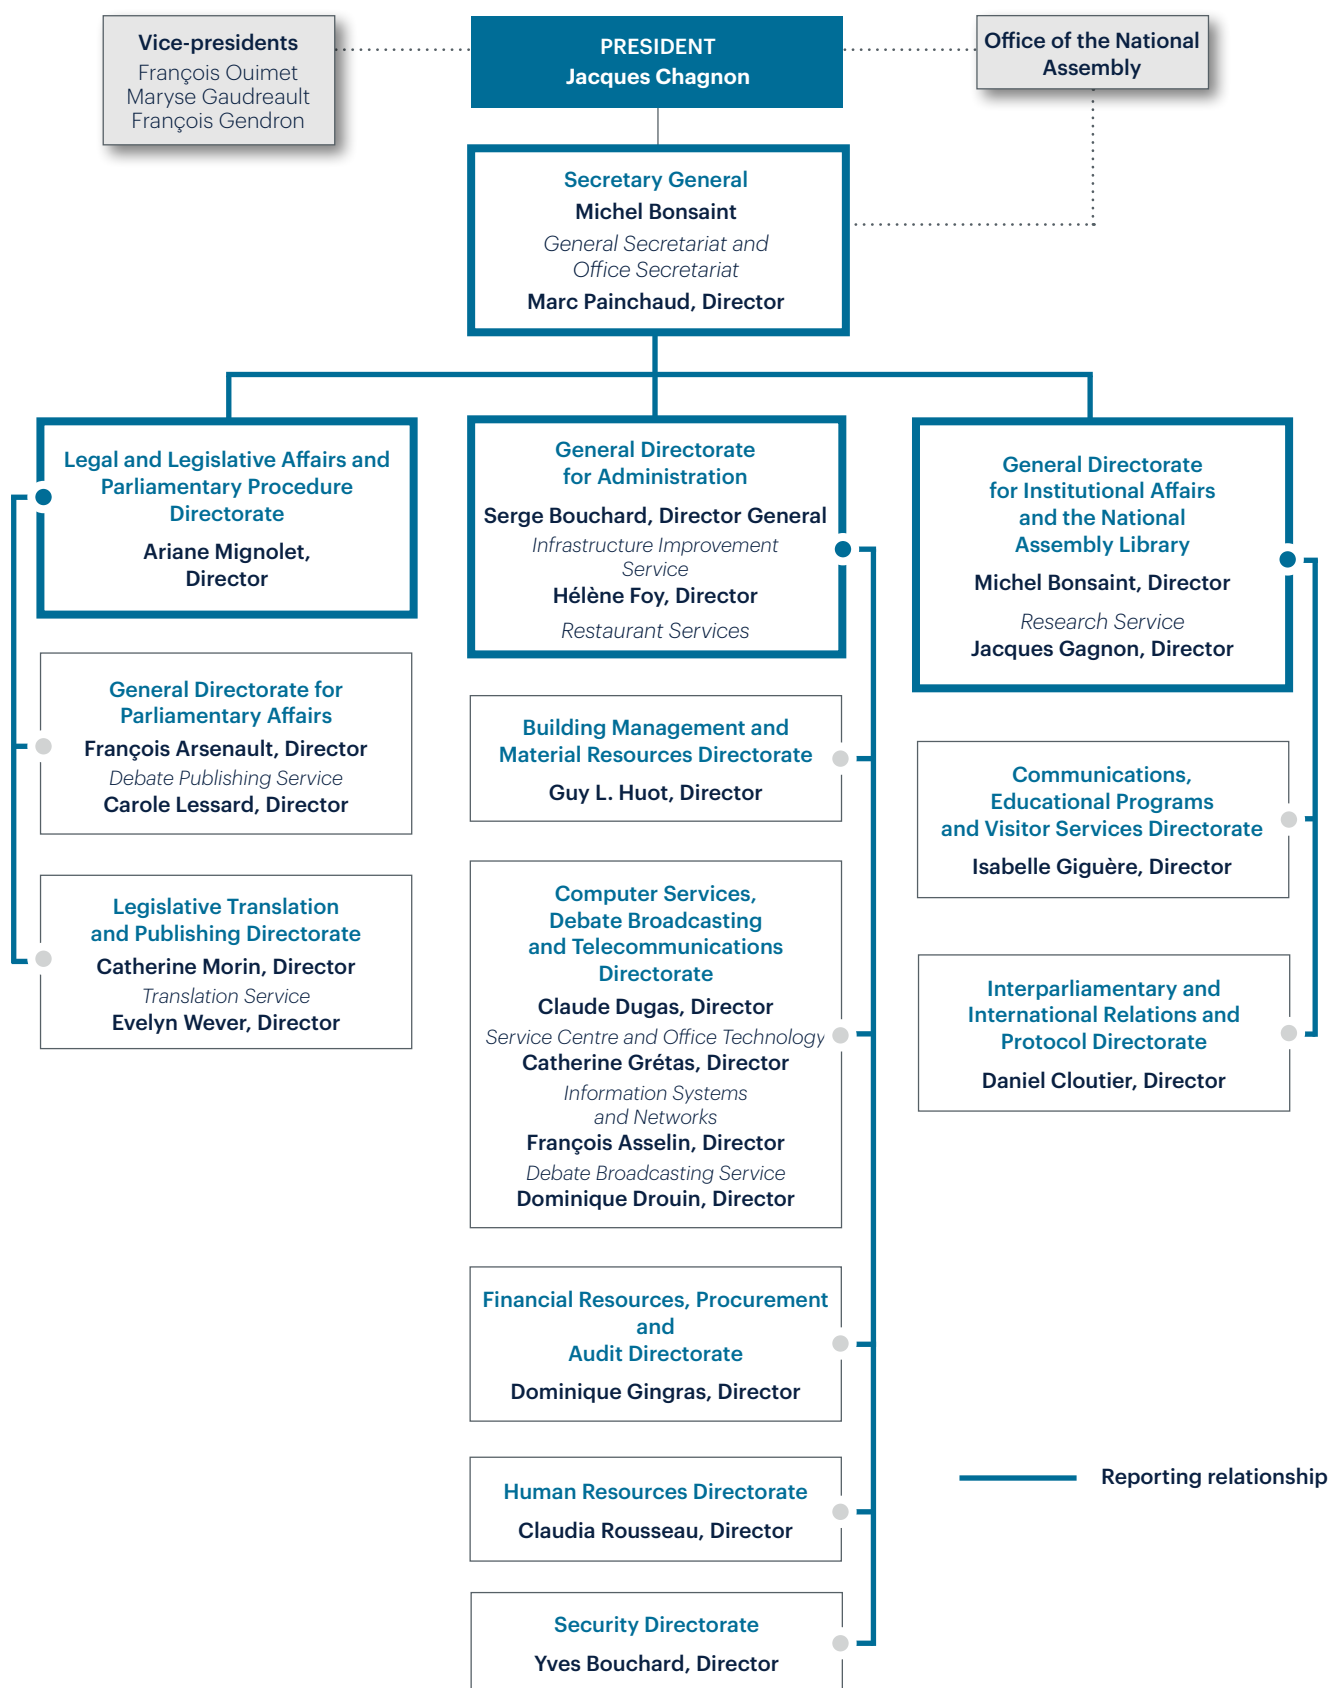 Vice-presidents
François Ouimet
Maryse Gaudreault
François Gendron
PRESIDENT
Jacques Chagnon
Office of the National
Assembly
Secretary General
Michel Bonsaint
General Secretariat and
Office Secretariat
Marc Painchaud, Director
Legal and Legislative Affairs and
Parliamentary Procedure
Directorate
Ariane Mignolet,
Director
General Directorate for
Parliamentary Affairs
François Arsenault, Director
Debate Publishing Service
Carole Lessard, Director
Legislative Translation
and Publishing Directorate
Catherine Morin, Director
Translation Service
Evelyn Wever, Director
General Directorate
for Administration
Serge Bouchard, Director General
Infrastructure Improvement
Service
Hélène Foy, Director
Restaurant Services
Building Management and
Material Resources Directorate
Guy L. Huot, Director
Computer Services,
Debate Broadcasting
and Telecommunications
Directorate
Claude Dugas, Director
Service Centre and Office Technology
Catherine Grétas, Director
Information Systems
and Networks
François Asselin, Director
Debate Broadcasting Service
Dominique Drouin, Director
Financial Resources, Procurement
and
Audit Directorate
Dominique Gingras, Director
Human Resources Directorate
Claudia Rousseau, Director
Security Directorate
Yves Bouchard, Director
General Directorate
for Institutional Affairs
and the National
Assembly Library
Michel Bonsaint, Director
Research Service
Jacques Gagnon, Director
Communications,
Educational Programs
and Visitor Services Directorate
Isabelle Giguère, Director
Interparliamentary and
International Relations and
Protocol Directorate
Daniel Cloutier, Director
Reporting relationship